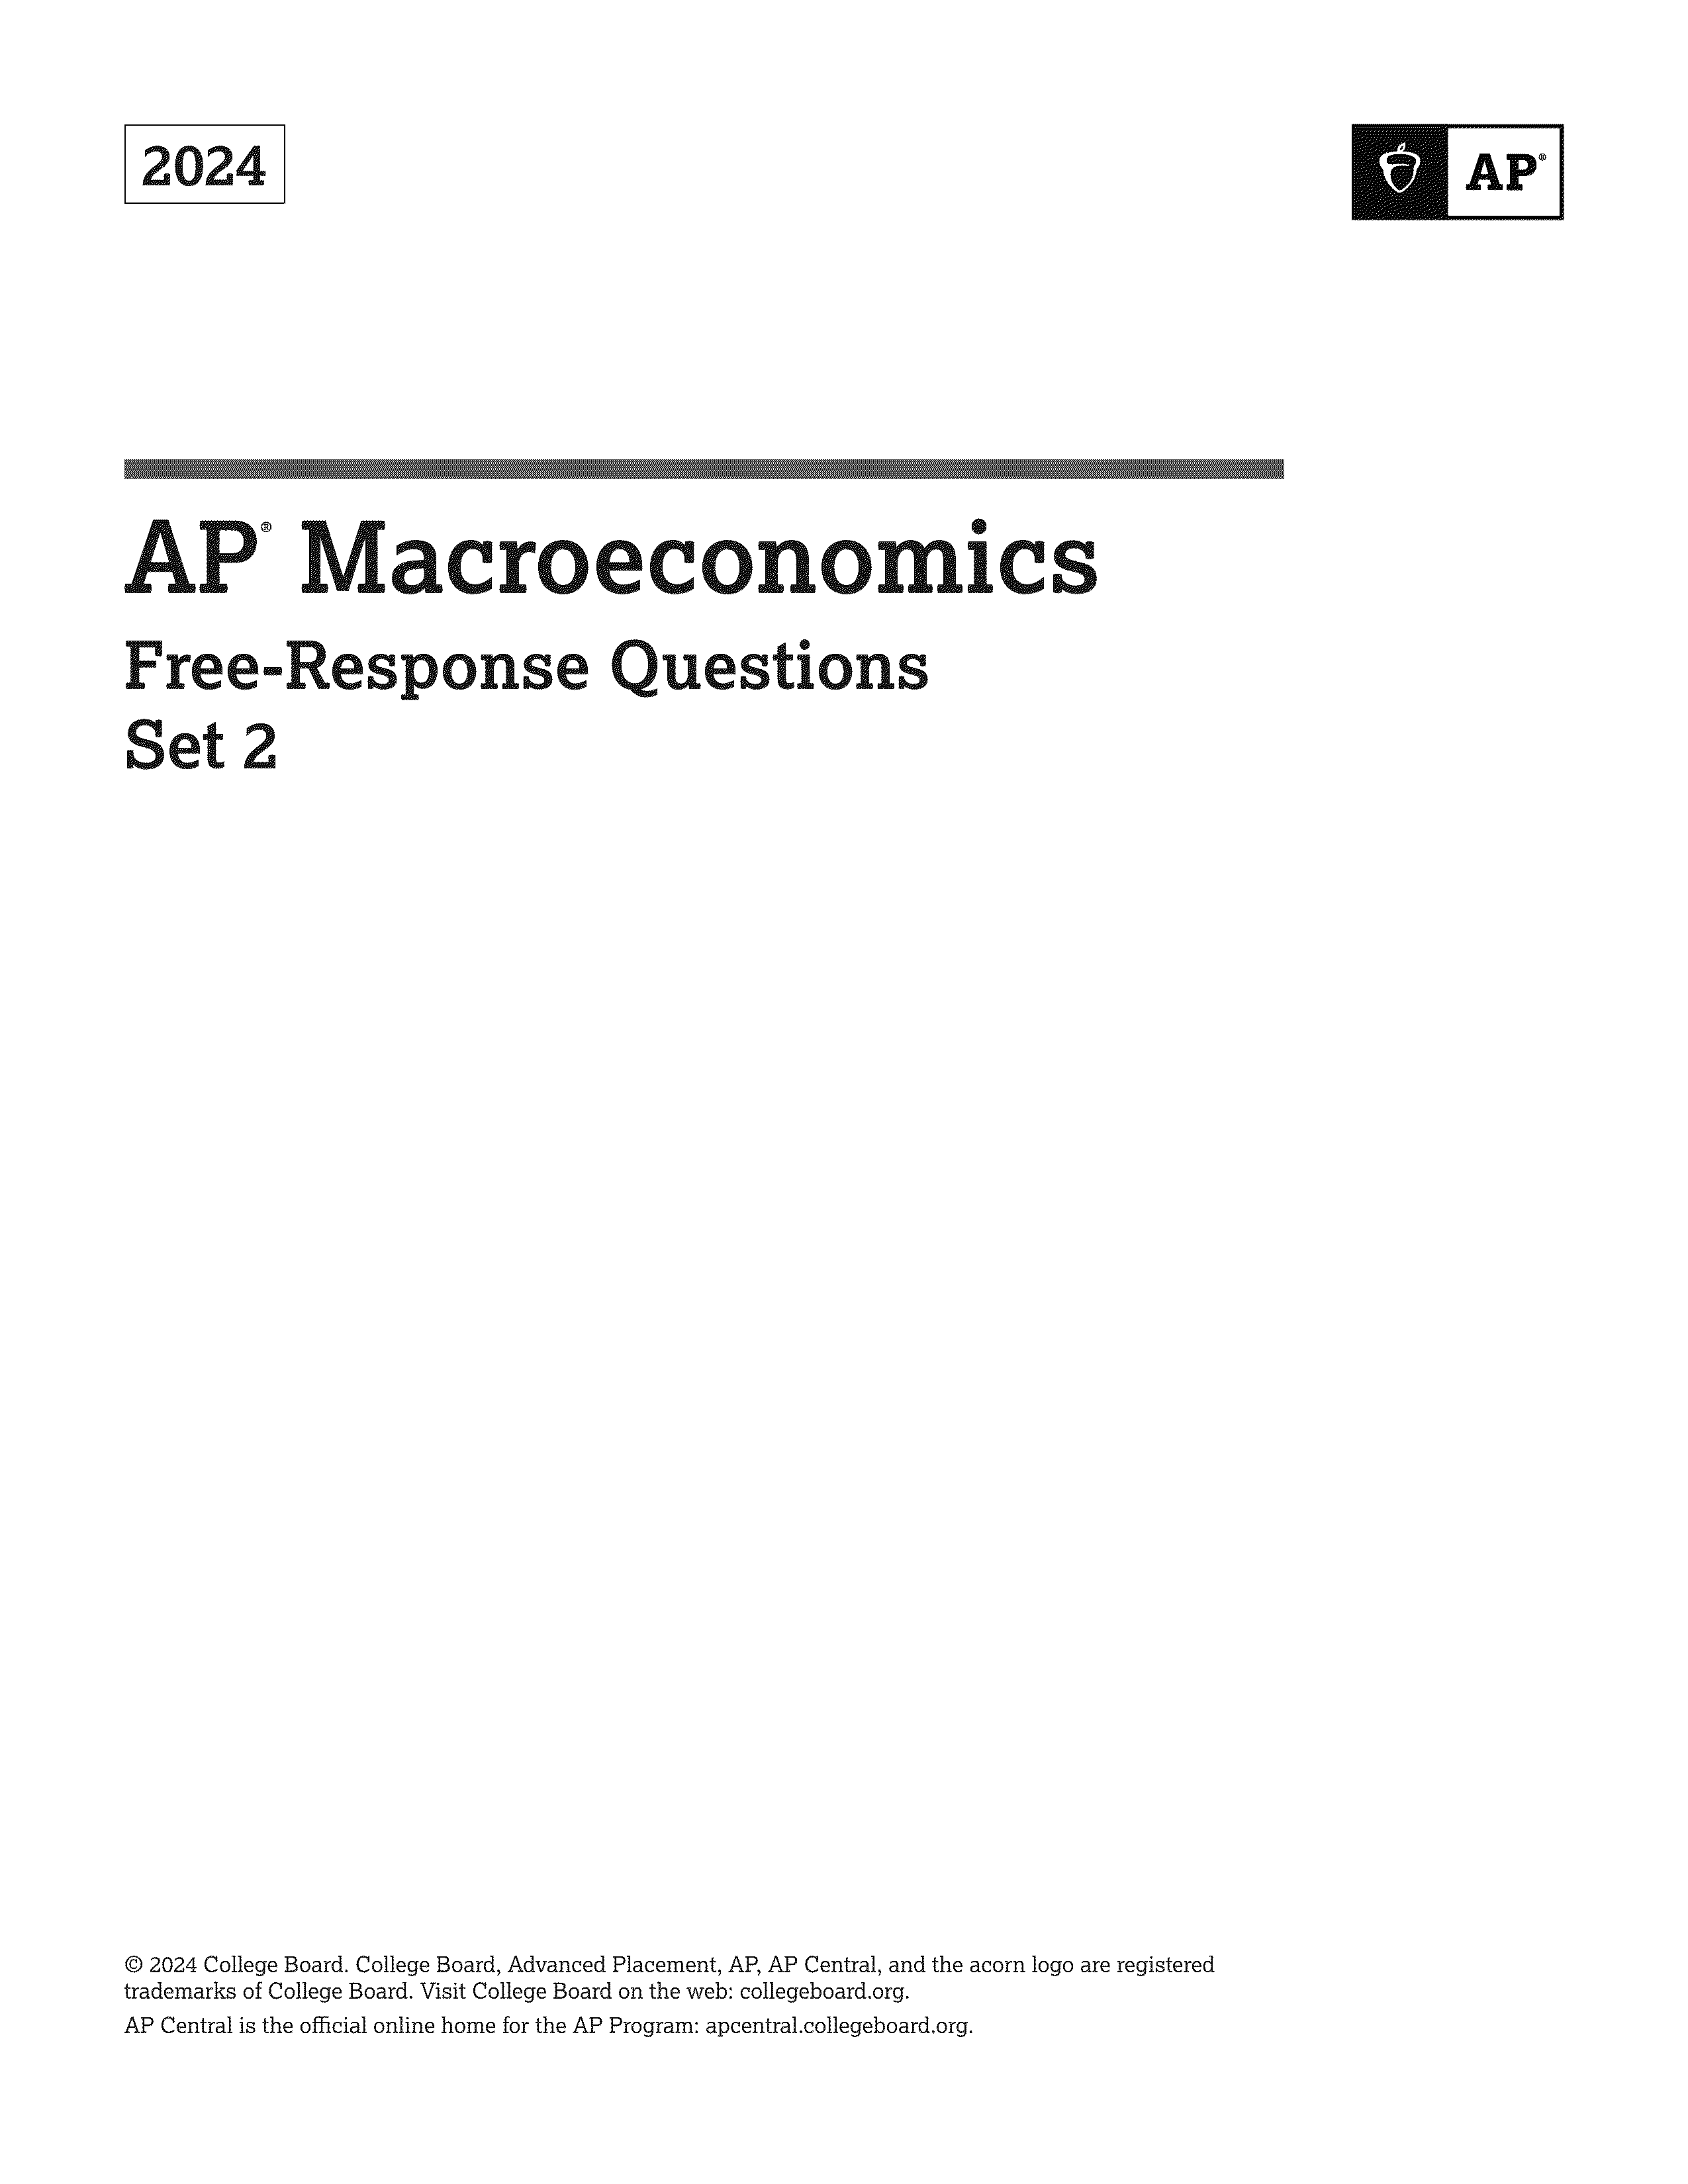 2024
AP®
AP® Macroeconomics
Free-Response Questions
Set 2
© 2024 College Board. College Board, Advanced Placement, AP, AP Central, and the acorn logo are registered
trademarks of College Board. Visit College Board on the web: collegeboard.org.
AP Central is the official online home for the AP Program: apcentral.collegeboard.org.